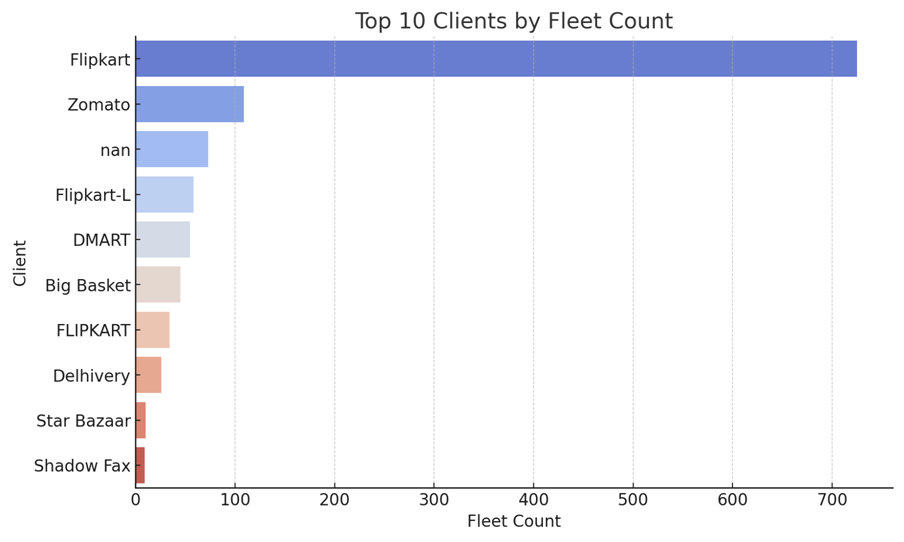 Top 10 Clients by Fleet Count
Flipkart
Zomato
nan
Flipkart-L
DMART
Big Basket
FLIPKART
Delhivery
Star Bazaar
Shadow Fax
Client
0 100 200 300 400 500 600 700
Fleet Count